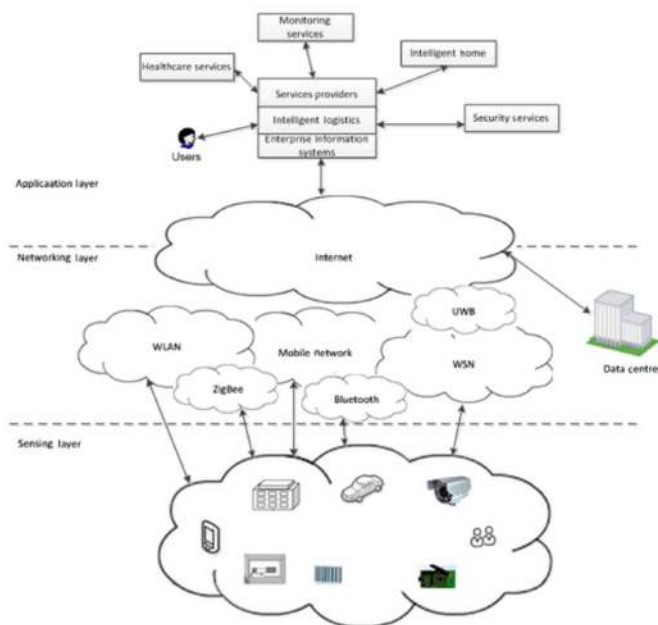 Monitoring
services
Healthcare services
Intelligent home
Services providers
Intelligent logistics
Security services
Enterprise information
systems
Users
Applicaation layer
Networking layer
Internet
UWB
WLAN
Mobile network
WSN
Data centre
ZigBee
Bluetooth
Sensing layer